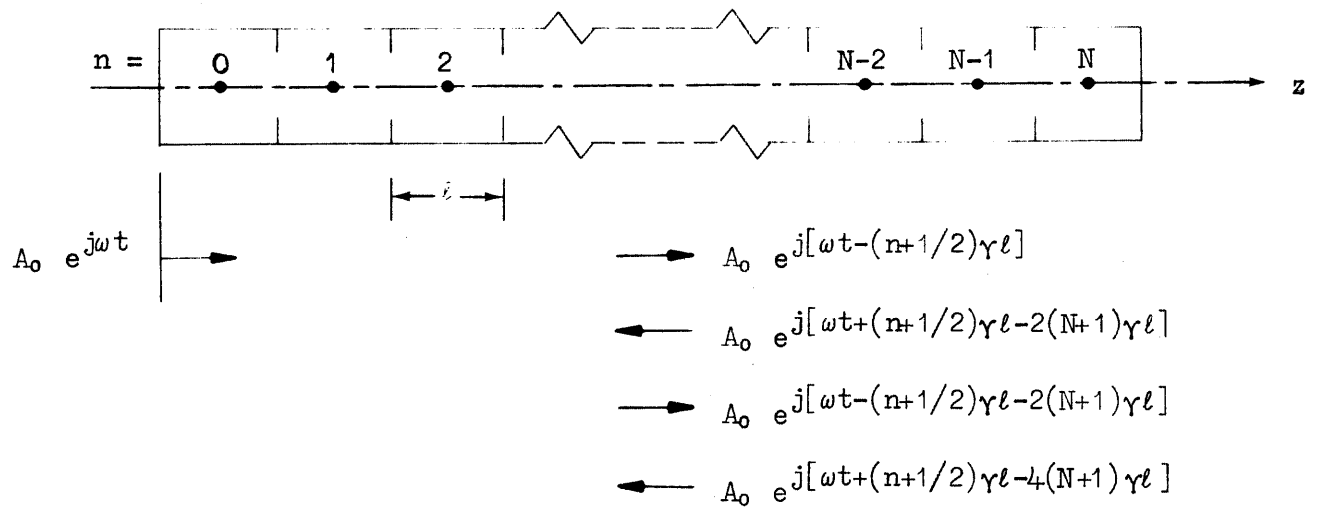 n = 0 1 2 N-2 N-1 N
z
ℓ
A₀ e^{jωt}
A₀ e^{j[ωt-(n+1/2)γℓ]}
A₀ e^{j[ωt+(n+1/2)γℓ-2(N+1)γℓ]}
A₀ e^{j[ωt-(n+1/2)γℓ-2(N+1)γℓ]}
A₀ e^{j[ωt+(n+1/2)γℓ-4(N+1)γℓ]}